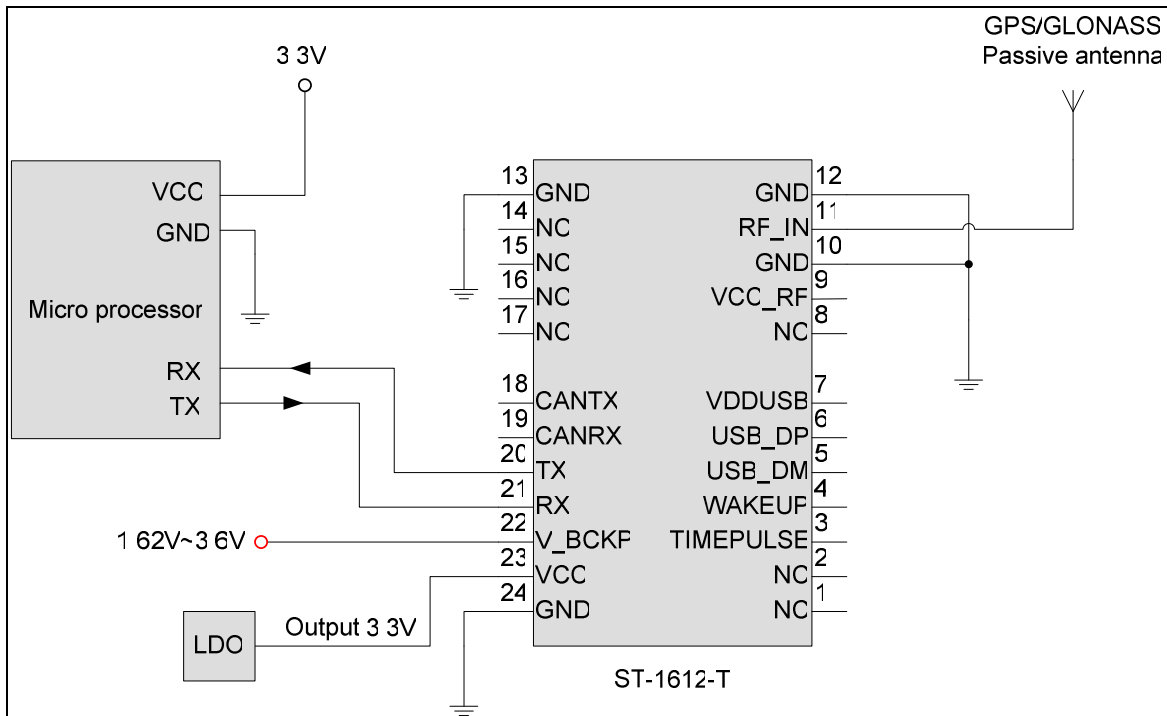 GPS/GLONASS
Passive antenna
3 3V
Micro processor
VCC
GND
RX
TX
13 GND
14 NC
15 NC
16 NC
17 NC
18 CANTX
19 CANRX
20 TX
21 RX
22 V_BCKP
23 VCC
24 GND
GND 12
RF_IN 11
GND 10
VCC_RF 9
NC 8
VDDUSB 7
USB_DP 6
USB_DM 5
WAKEUP 4
TIMEPULSE 3
NC 2
NC 1
1 62V~3 6V
LDO
Output 3 3V
ST-1612-T